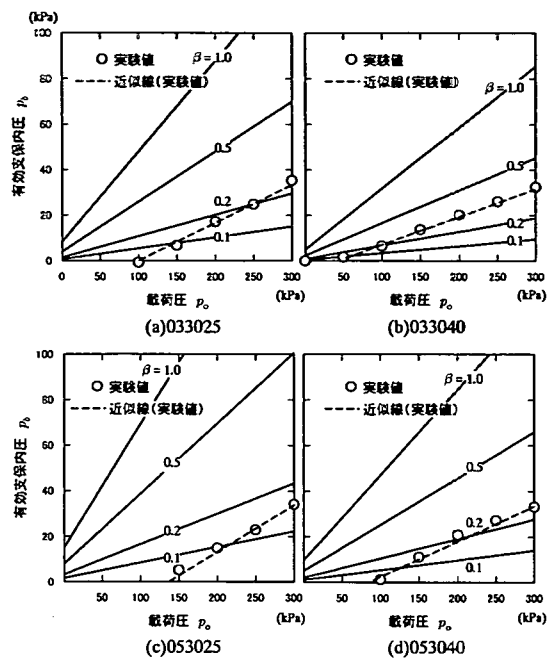 (kPa)
100
80
60
40
20
0
有効支保内圧 p_b
○ 実験値
---- 近似線(実験値)
β=1.0
0.5
0.2
0.1
0 50 100 150 200 250 300
載荷圧 p_o (kPa)
(a)033025
○ 実験値
---- 近似線(実験値)
β=1.0
0.5
0.2
0.1
50 100 150 200 250 300
載荷圧 p_o (kPa)
(b)033040
100
80
60
40
20
0
有効支保内圧 p_b
β=1.0
○ 実験値
---- 近似線(実験値)
0.5
0.2
0.1
50 100 150 200 250 300
載荷圧 p_o (kPa)
(c)053025
β=1.0
○ 実験値
---- 近似線(実験値)
0.5
0.2
0.1
50 100 150 200 250 300
載荷圧 p_o (kPa)
(d)053040